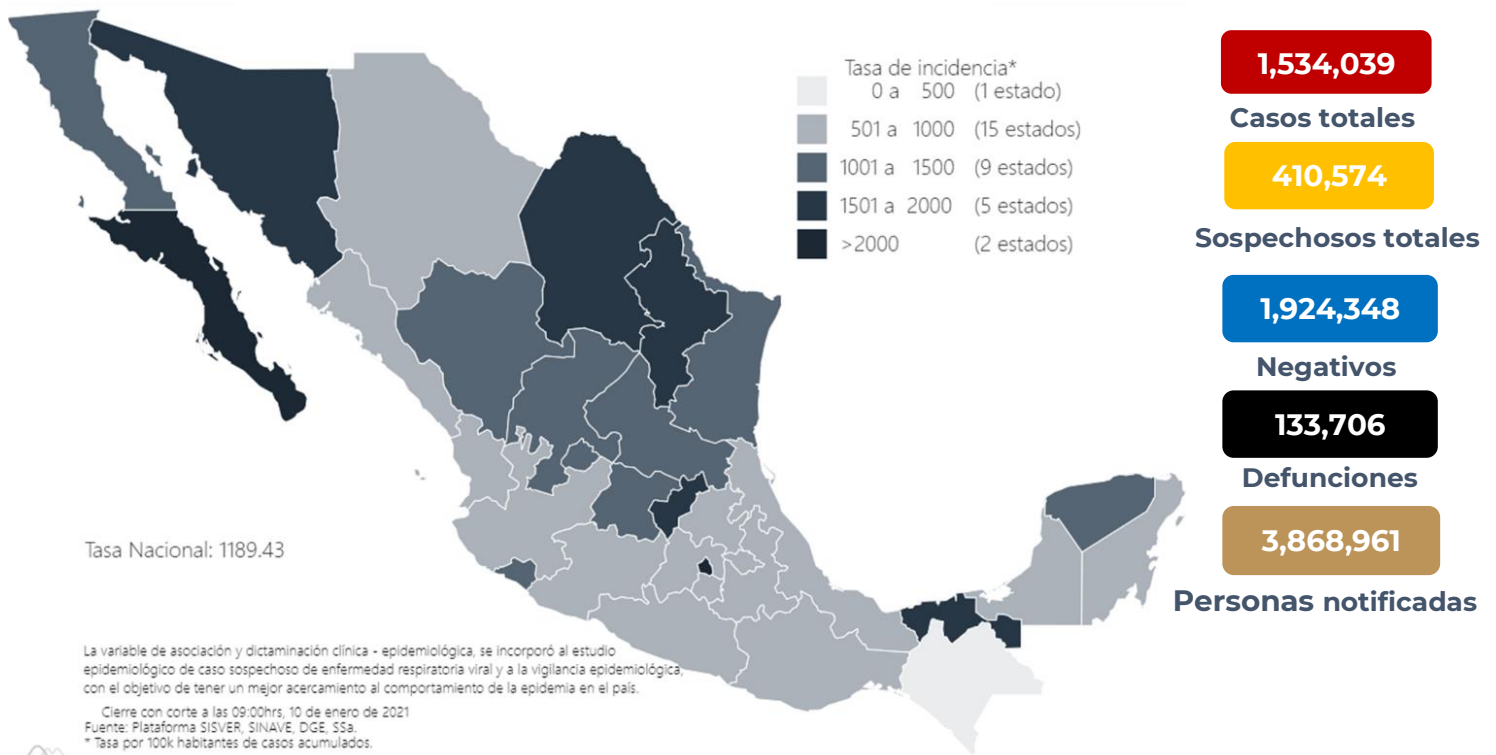 Tasa de incidencia*
0 a 500 (1 estado)
501 a 1000 (15 estados)
1001 a 1500 (9 estados)
1501 a 2000 (5 estados)
>2000 (2 estados)
1,534,039
Casos totales
410,574
Sospechosos totales
1,924,348
Negativos
133,706
Defunciones
3,868,961
Personas notificadas
Tasa Nacional: 1189.43
La variable de asociación y dictaminación clínica - epidemiológica, se incorporó al estudio
epidemiológico de caso sospechoso de enfermedad respiratoria viral y a la vigilancia epidemiológica,
con el objetivo de tener un mejor acercamiento al comportamiento de la epidemia en el país.
Cierre con corte a las 09:00hrs, 10 de enero de 2021
Fuente: Plataforma SISVER, SINAVE, DGE, SSa.
* Tasa por 100k habitantes de casos acumulados.